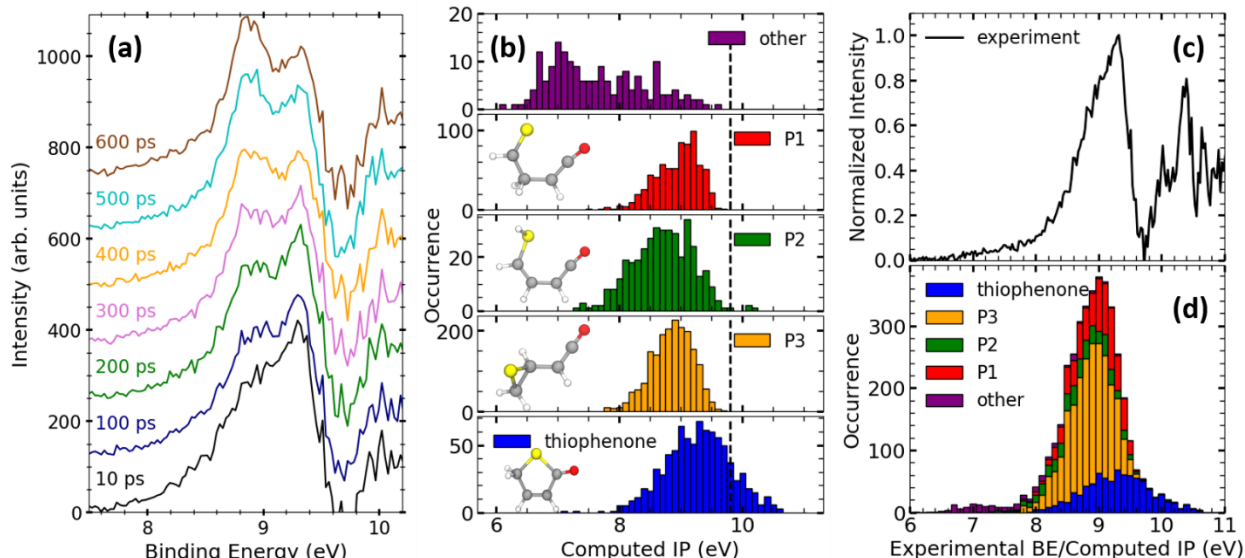 (a)
1000
800
600
400
200
0
Intensity (arb. units)
600 ps
500 ps
400 ps
300 ps
200 ps
100 ps
10 ps
8
9
10
Binding Energy (eV)
(b)
20
10
0
other
100
0
P1
20
0
P2
200
0
P3
50
0
thiophenone
Occurrence
8
10
Computed IP (eV)
(c)
1.0
0.8
0.6
0.4
0.2
0.0
Normalized Intensity
experiment
(d)
300
200
100
0
Occurrence
thiophenone
P3
P2
P1
other
6
7
8
9
10
11
Experimental BE/Computed IP (eV)